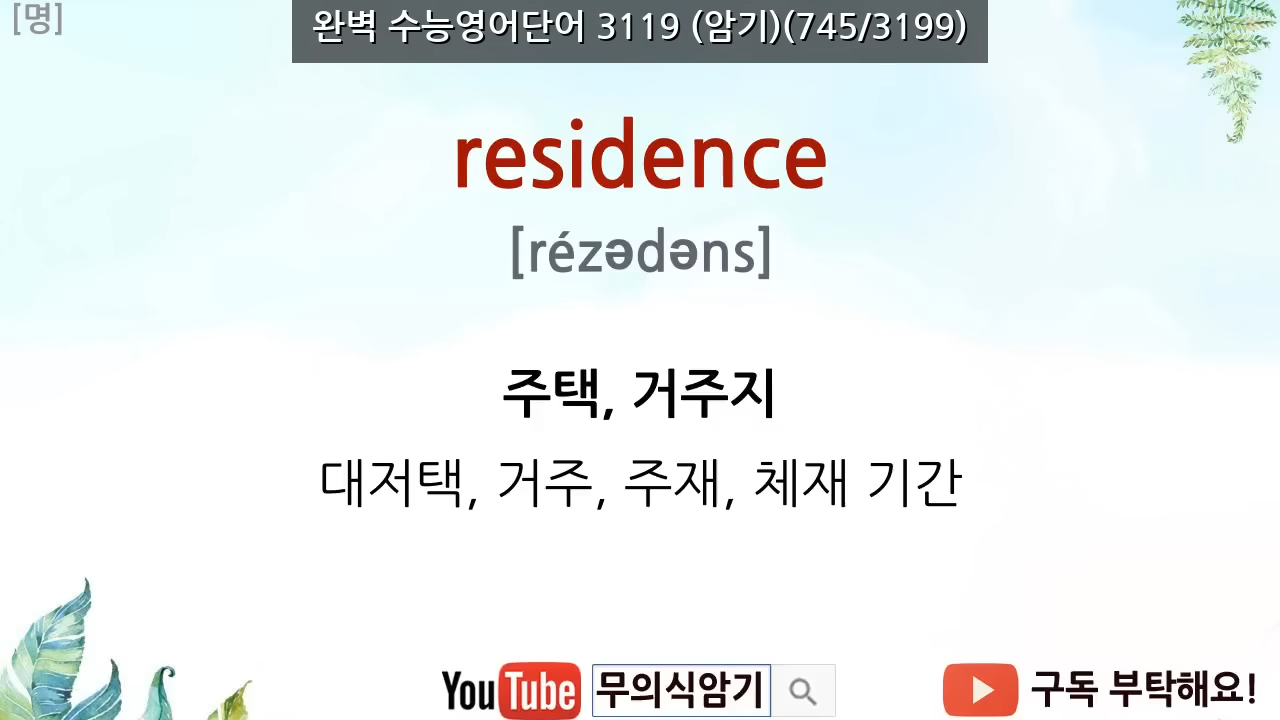 [명]
완벽 수능영어단어 3119 (암기)(745/3199)
residence
[rézədəns]
주택, 거주지
대저택, 거주, 주재, 체재 기간
YouTube 무의식암기 구독 부탁해요!